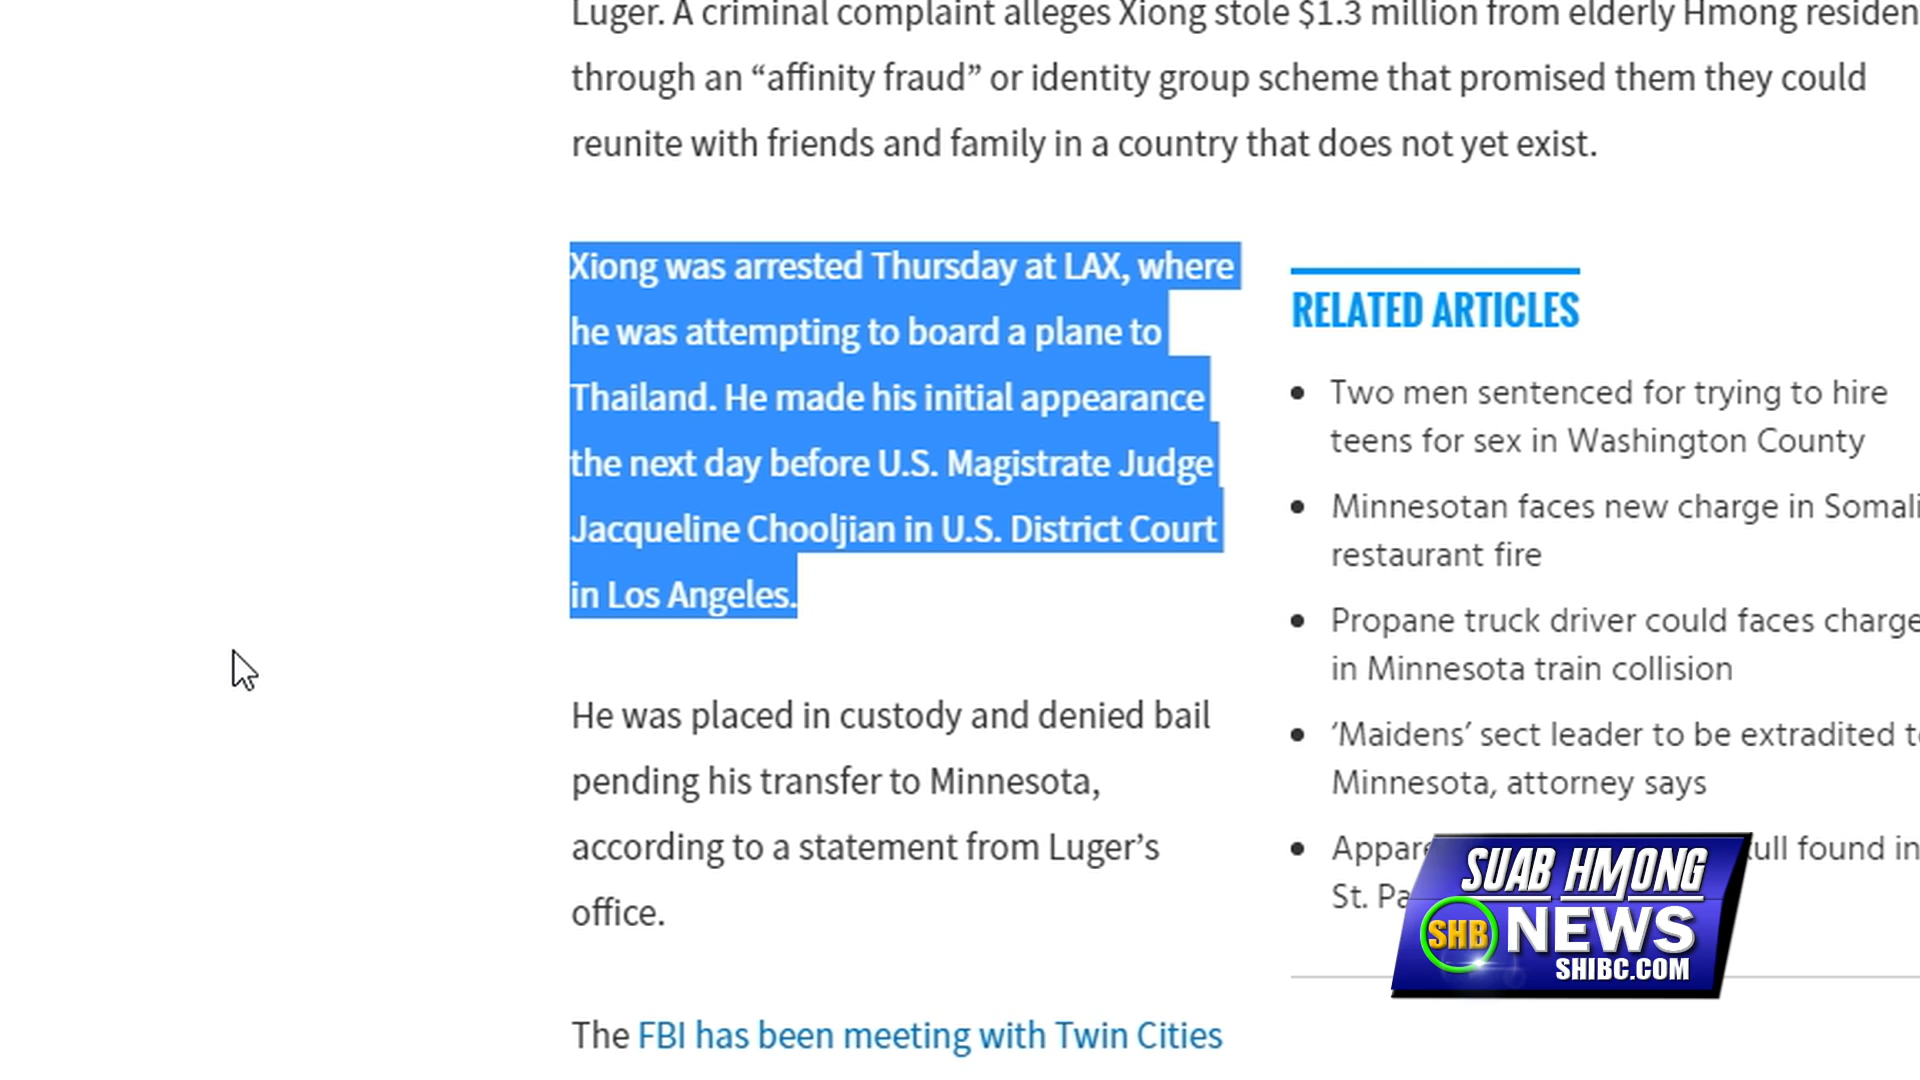 Luger. A criminal complaint alleges Xiong stole $1.3 million from elderly Hmong
through an “affinity fraud” or identity group scheme that promised them they could
reunite with friends and family in a country that does not yet exist.
Xiong was arrested Thursday at LAX, where
he was attempting to board a plane to
Thailand. He made his initial appearance
the next day before U.S. Magistrate Judge
Jacqueline Chooljian in U.S. District Court
in Los Angeles.
He was placed in custody and denied bail
pending his transfer to Minnesota,
according to a statement from Luger’s
office.
The FBI has been meeting with Twin Cities
RELATED ARTICLES
Two men sentenced for trying to hire
teens for sex in Washington County
Minnesotan faces new charge in Somali
restaurant fire
Propane truck driver could faces charge
in Minnesota train collision
‘Maidens’ sect leader to be extradited
Minnesota, attorney says
found in
St.
SUAB HMONG
SHB NEWS
SHIBC.COM